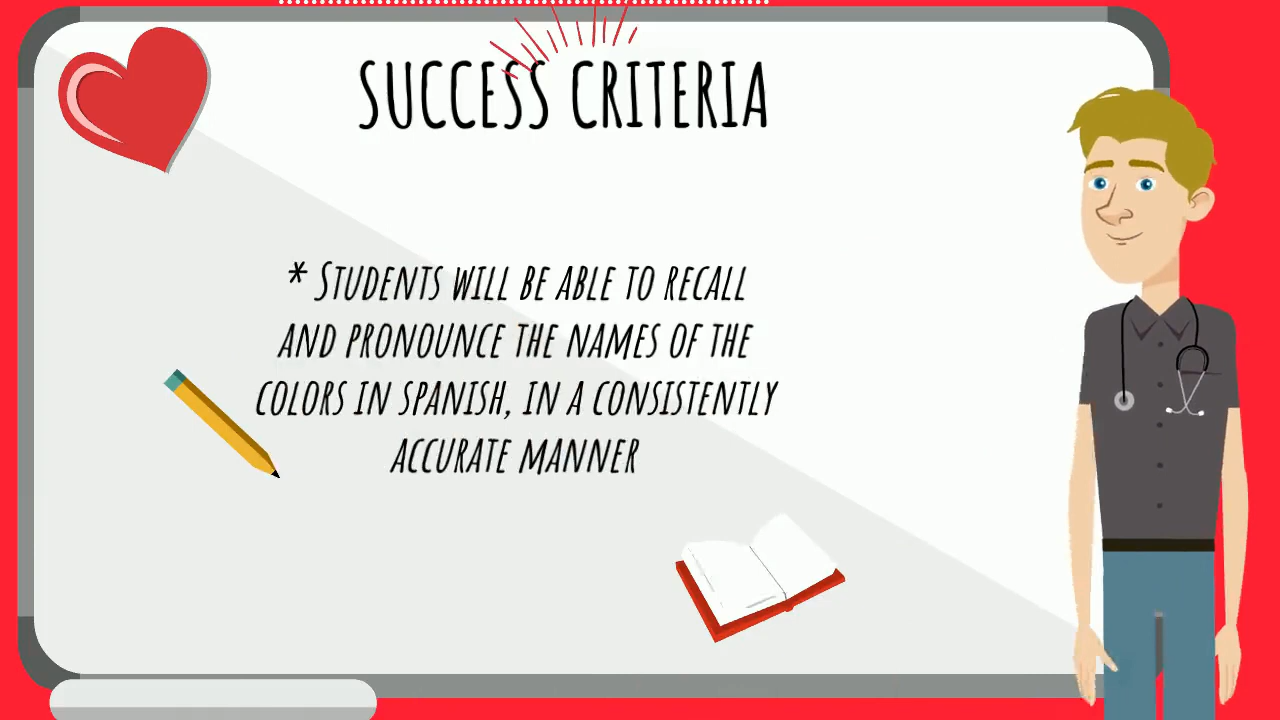 SUCCESS CRITERIA
* STUDENTS WILL BE ABLE TO RECALL
AND PRONOUNCE THE NAMES OF THE
COLORS IN SPANISH, IN A CONSISTENTLY
ACCURATE MANNER